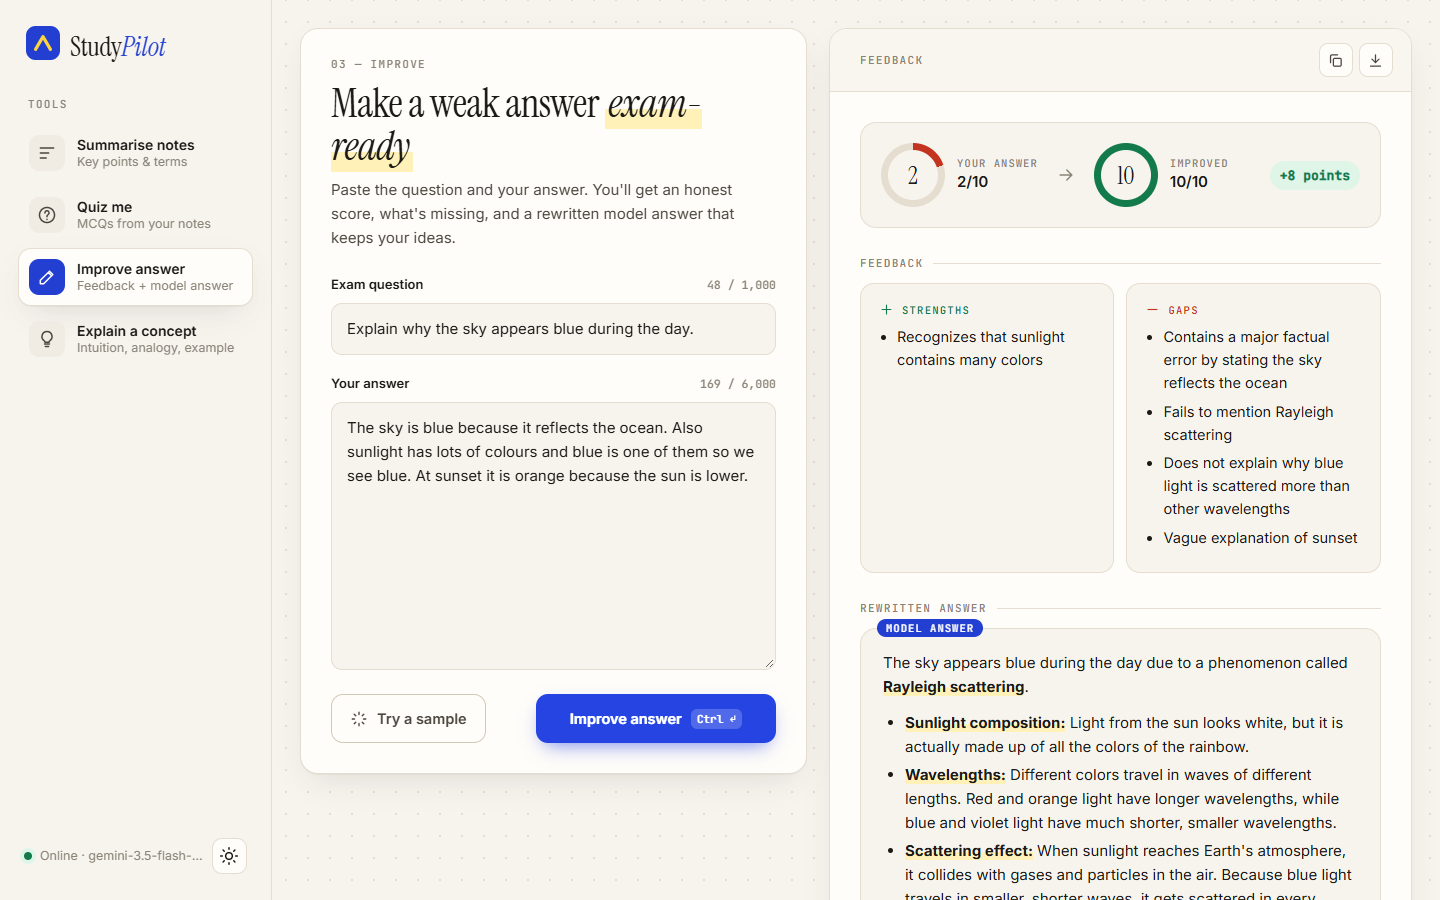 StudyPilot
TOOLS
Summarise notes
Key points & terms
Quiz me
MCQs from your notes
Improve answer
Feedback + model answer
Explain a concept
Intuition, analogy, example
Online · gemini-3.5-flash-...
03 — IMPROVE
Make a weak answer exam-
ready
Paste the question and your answer. You'll get an honest
score, what's missing, and a rewritten model answer that
keeps your ideas.
Exam question 48 / 1,000
Explain why the sky appears blue during the day.
Your answer 169 / 6,000
The sky is blue because it reflects the ocean. Also
sunlight has lots of colours and blue is one of them so we
see blue. At sunset it is orange because the sun is lower.
Try a sample
Improve answer Ctrl ⏎
FEEDBACK
2
YOUR ANSWER
2/10
→
10
IMPROVED
10/10
+8 points
FEEDBACK
+ STRENGTHS
• Recognizes that sunlight
contains many colors
— GAPS
• Contains a major factual
error by stating the sky
reflects the ocean
• Fails to mention Rayleigh
scattering
• Does not explain why blue
light is scattered more than
other wavelengths
• Vague explanation of sunset
REWRITTEN ANSWER
MODEL ANSWER
The sky appears blue during the day due to a phenomenon called
Rayleigh scattering.
• Sunlight composition: Light from the sun looks white, but it is
actually made up of all the colors of the rainbow.
• Wavelengths: Different colors travel in waves of different
lengths. Red and orange light have longer wavelengths, while
blue and violet light have much shorter, smaller wavelengths.
• Scattering effect: When sunlight reaches Earth's atmosphere,
it collides with gases and particles in the air. Because blue light
travels in smaller, shorter waves, it gets scattered in every